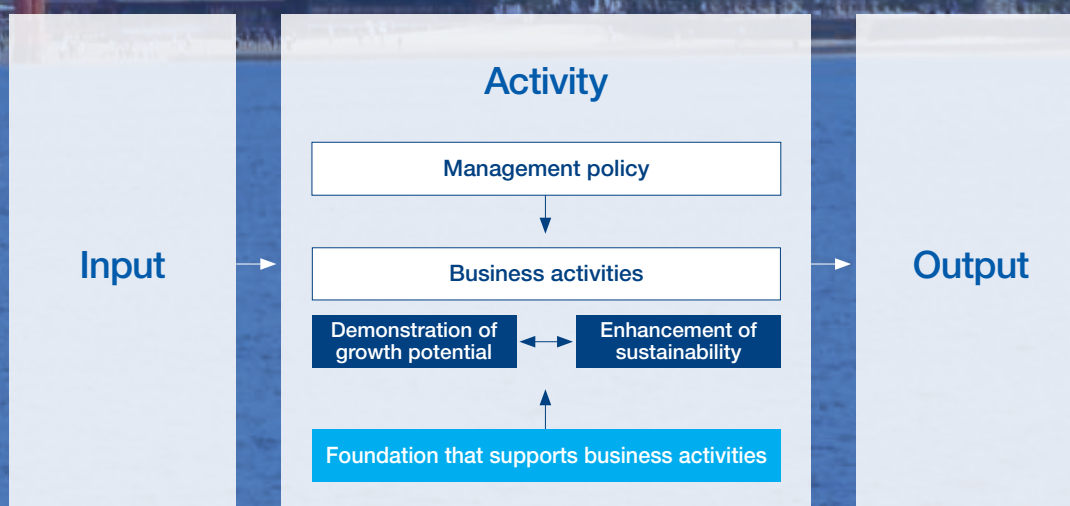 Input
Activity
Management policy
Business activities
Demonstration of
growth potential
Enhancement of
sustainability
Foundation that supports business activities
Output